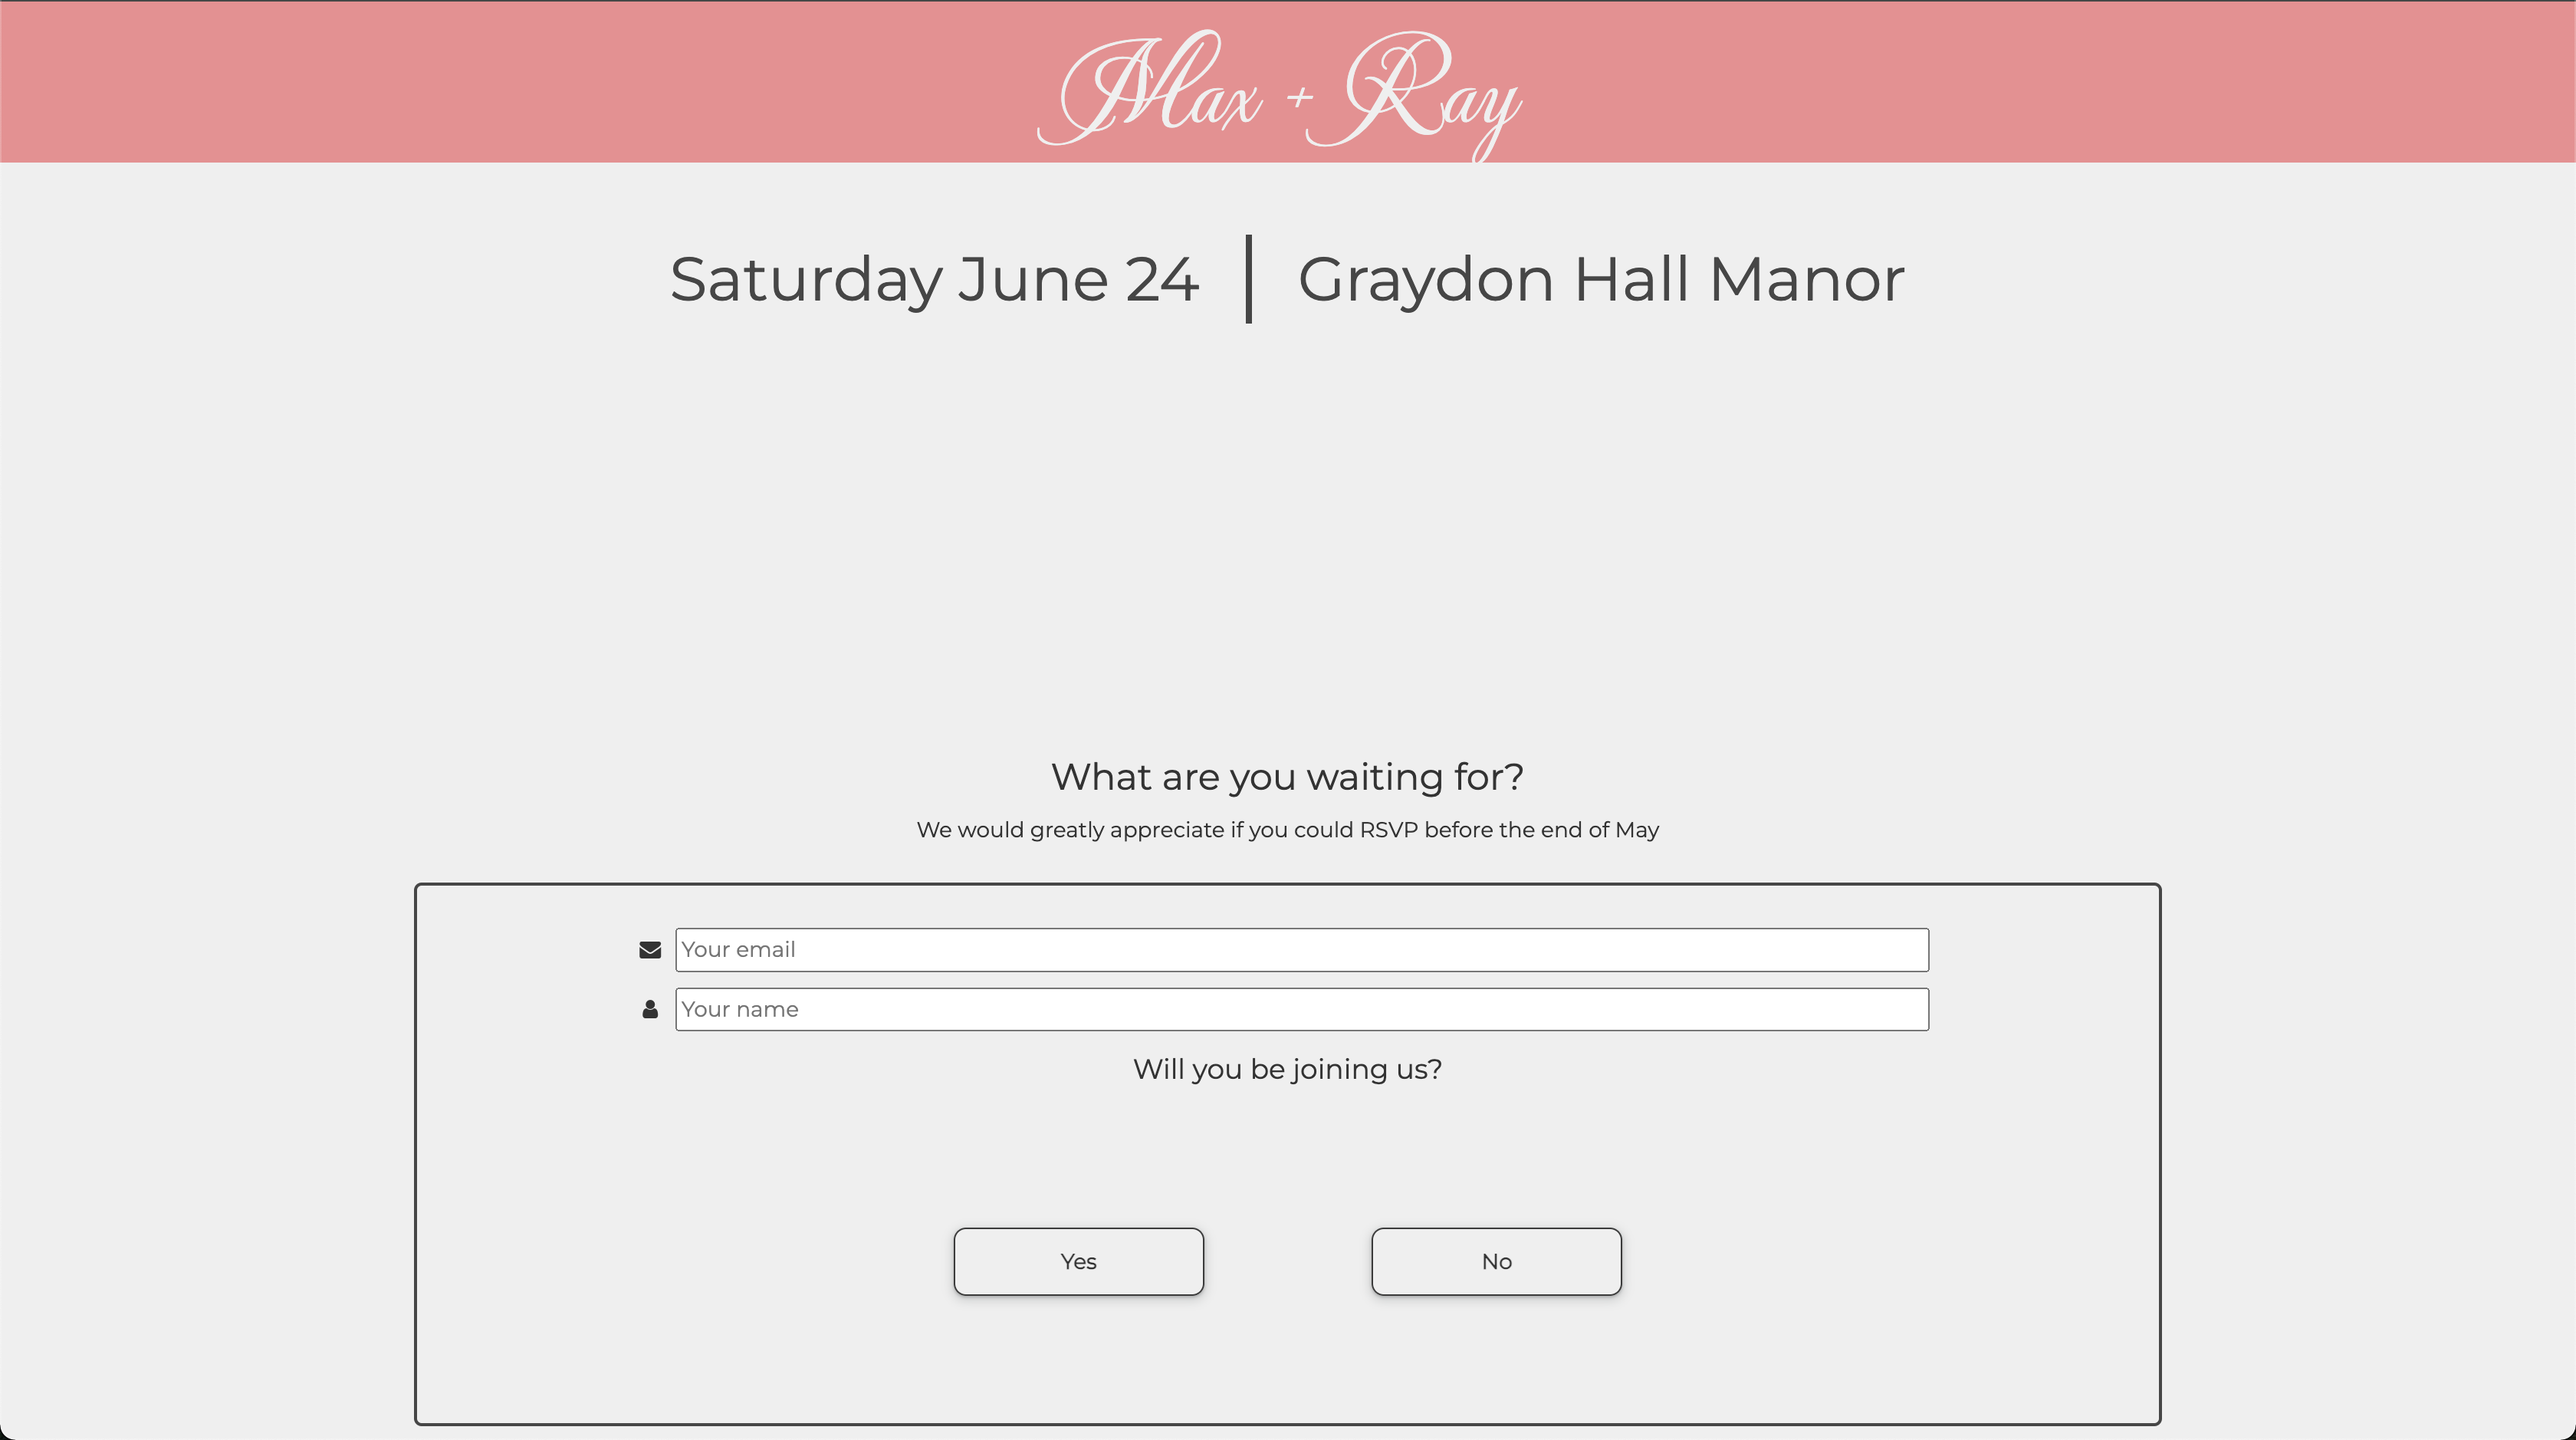 Max + Ray
Saturday June 24 | Graydon Hall Manor
What are you waiting for?
We would greatly appreciate if you could RSVP before the end of May
Your email
Your name
Will you be joining us?
Yes No